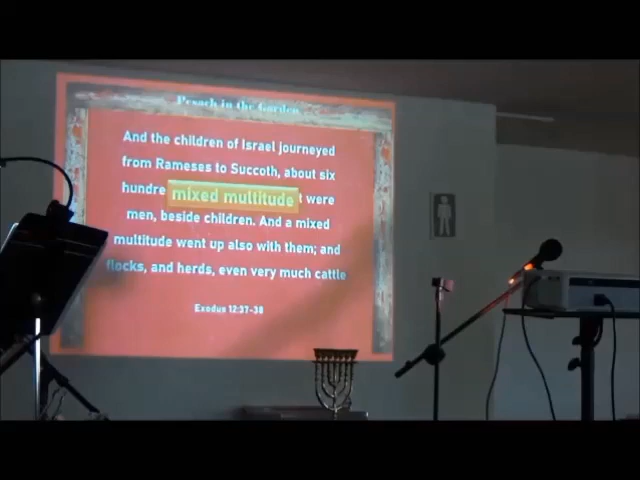 Pesach in the Garden
And the children of Israel journeyed
from Rameses to Succoth, about six
hundre mixed multitude t were
men, beside children. And a mixed
multitude went up also with them; and
flocks, and herds, even very much cattle
Exodus 12:37-38